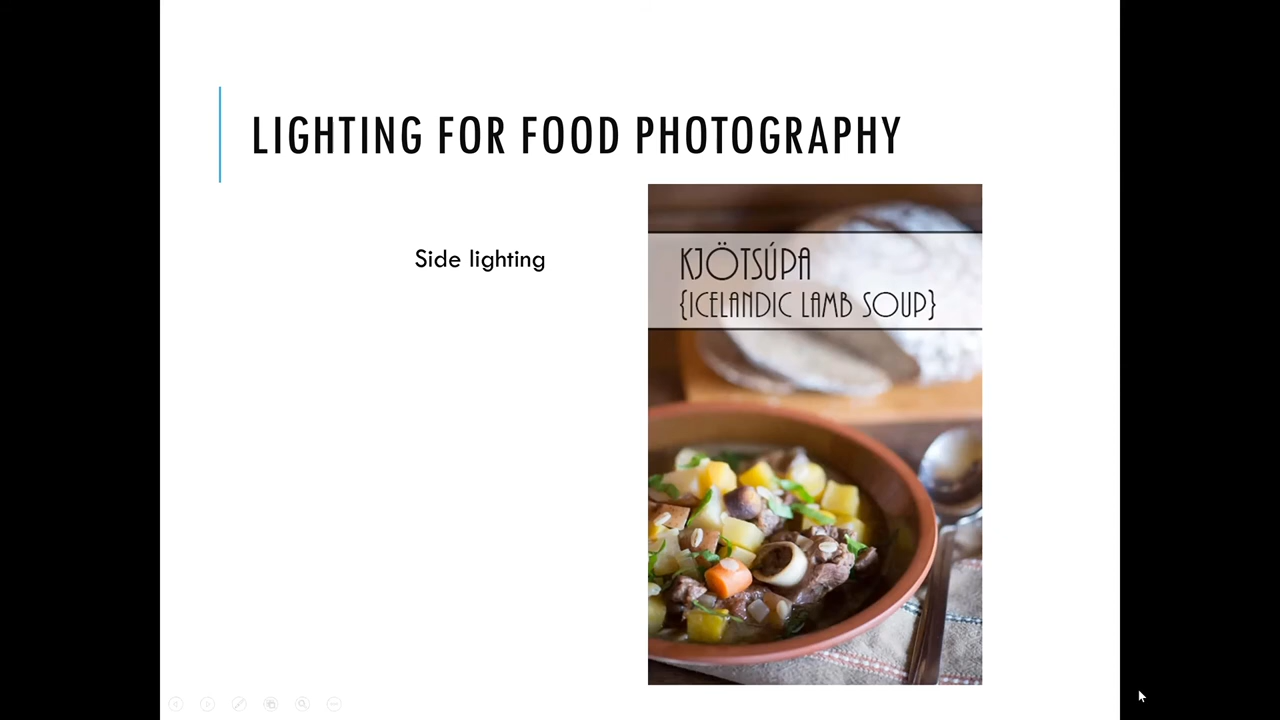 LIGHTING FOR FOOD PHOTOGRAPHY
Side lighting
KJÖTSÚPA
{ICELANDIC LAMB SOUP}